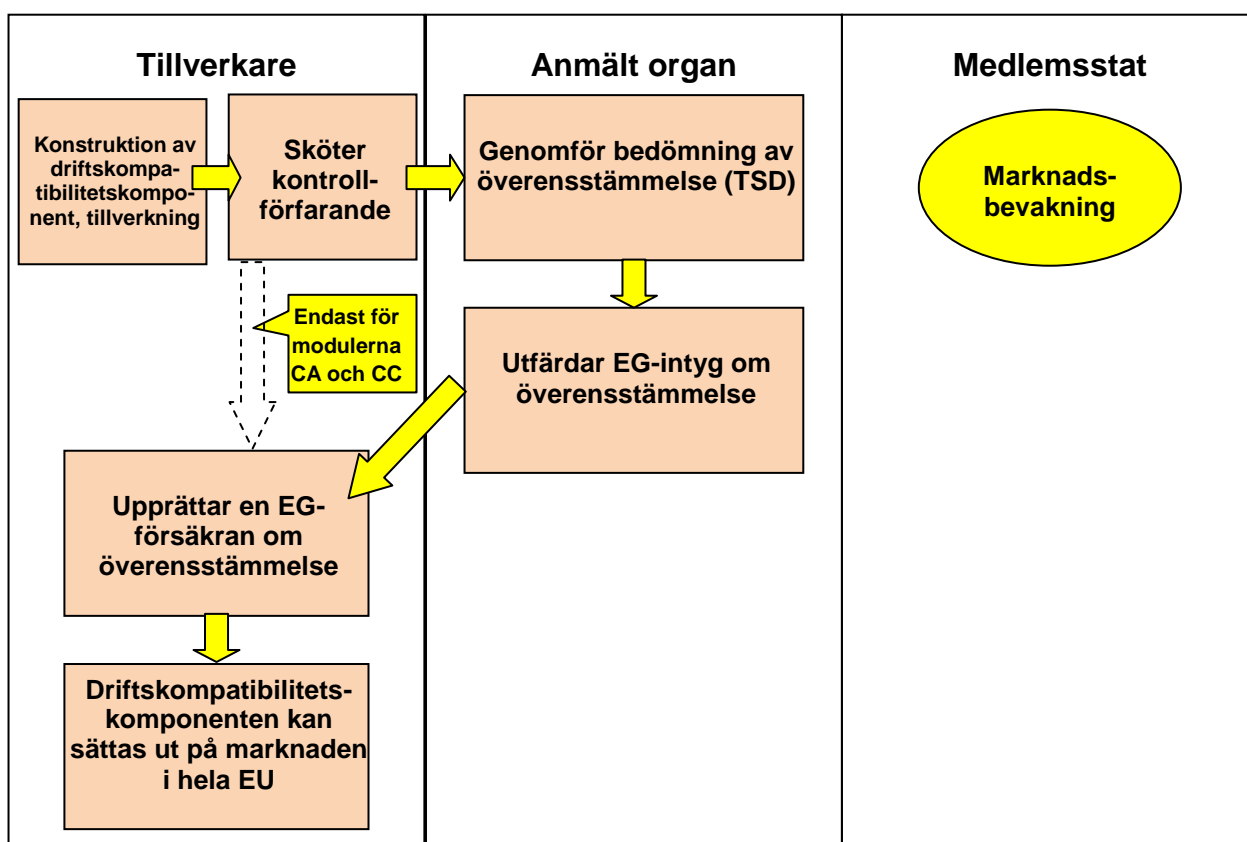 Tillverkare
Anmält organ
Medlemsstat
Konstruktion av
driftskompa-
tibilitetskompo-
nent, tillverkning
Sköter
kontroll-
förfarande
Genomför bedömning av
överensstämmelse (TSD)
Marknads-
bevakning
Endast för
modulerna
CA och CC
Utfärdar EG-intyg om
överensstämmelse
Upprättar en EG-
försäkran om
överensstämmelse
Driftskompatibilitets-
komponenten kan
sättas ut på marknaden
i hela EU